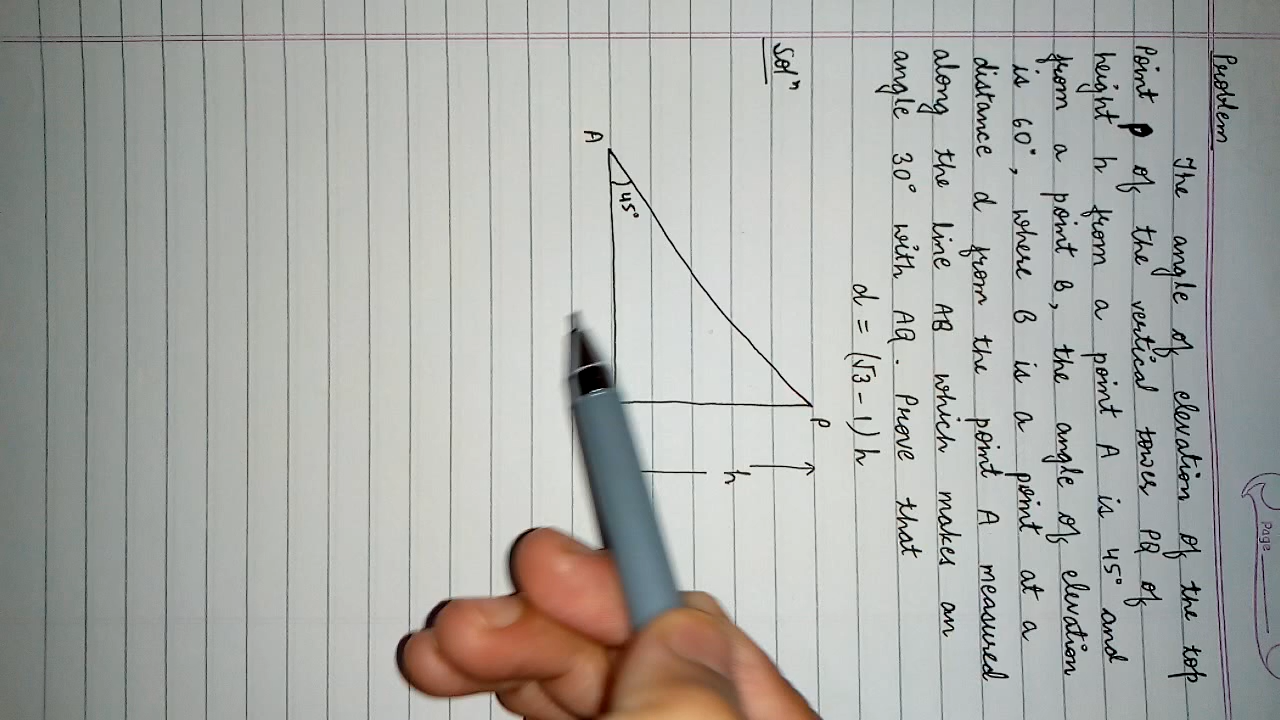 Page
Problem
The angle of elevation of the top
Point P of the vertical tower PQ of
height h from a point A is 45° and
from a point B, the angle of elevation
is 60°, where B is a point at a
distance d from the point A measured
along the line AB which makes an
angle 30° with AQ. Prove that
d = (√3 - 1) h
Solⁿ
P
h
45°
A